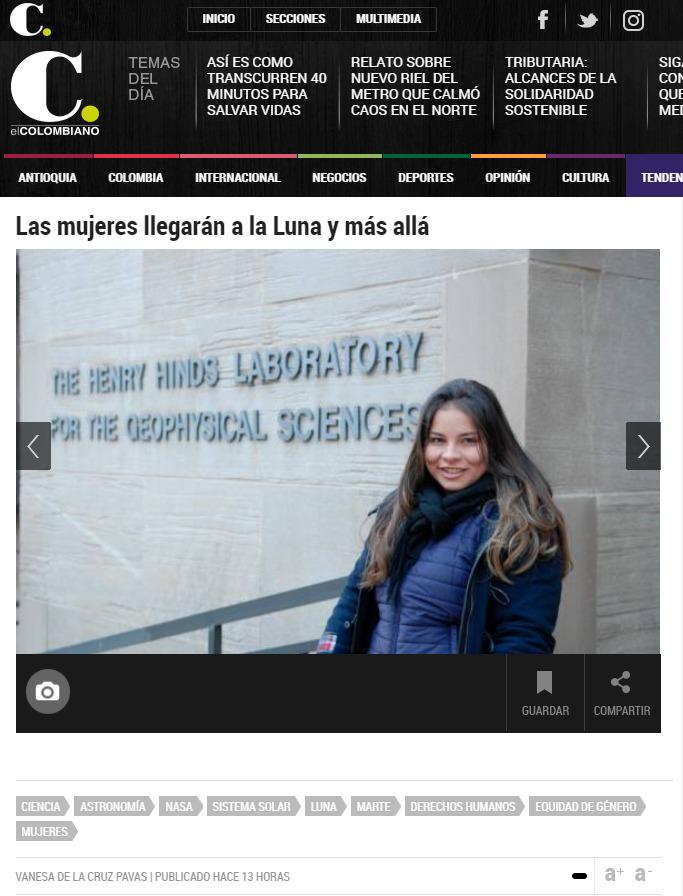 INICIO
SECCIONES
MULTIMEDIA
C.
C.
elCOLOMBIANO
TEMAS
DEL
DÍA
ASÍ ES COMO
TRANSCURREN 40
MINUTOS PARA
SALVAR VIDAS
RELATO SOBRE
NUEVO RIEL DEL
METRO QUE CALMÓ
CAOS EN EL NORTE
TRIBUTARIA:
ALCANCES DE LA
SOLIDARIDAD
SOSTENIBLE
SIG
CON
QUE
MED
ANTIOQUIA
COLOMBIA
INTERNACIONAL
NEGOCIOS
DEPORTES
OPINIÓN
CULTURA
TENDEN
Las mujeres llegarán a la Luna y más allá
THE HENRY HINDS LABORATORY
FOR THE GEOPHYSICAL SCIENCES
GUARDAR
COMPARTIR
CIENCIA
ASTRONOMÍA
NASA
SISTEMA SOLAR
LUNA
MARTE
DERECHOS HUMANOS
EQUIDAD DE GÉNERO
MUJERES
VANESA DE LA CRUZ PAVAS | PUBLICADO HACE 13 HORAS
a+ a-